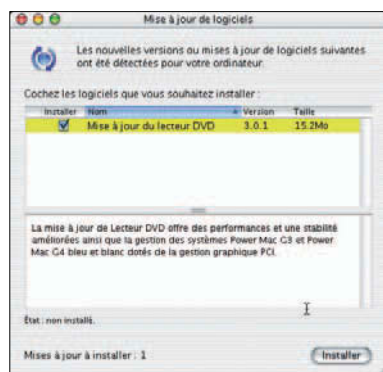 Mise à jour de logiciels
Les nouvelles versions ou mises à jour de logiciels suivantes
ont été détectées pour votre ordinateur.
Cochez les logiciels que vous souhaitez installer :
Installer Nom Version Taille
Mise à jour du lecteur DVD 3.0.1 15.2Mo
La mise à jour de Lecteur DVD offre des performances et une stabilité
améliorées ainsi que la gestion des systèmes Power Mac G3 et Power
Mac G4 bleu et blanc dotés de la gestion graphique PCI.
État : non installé.
Mises à jour à installer : 1
Installer